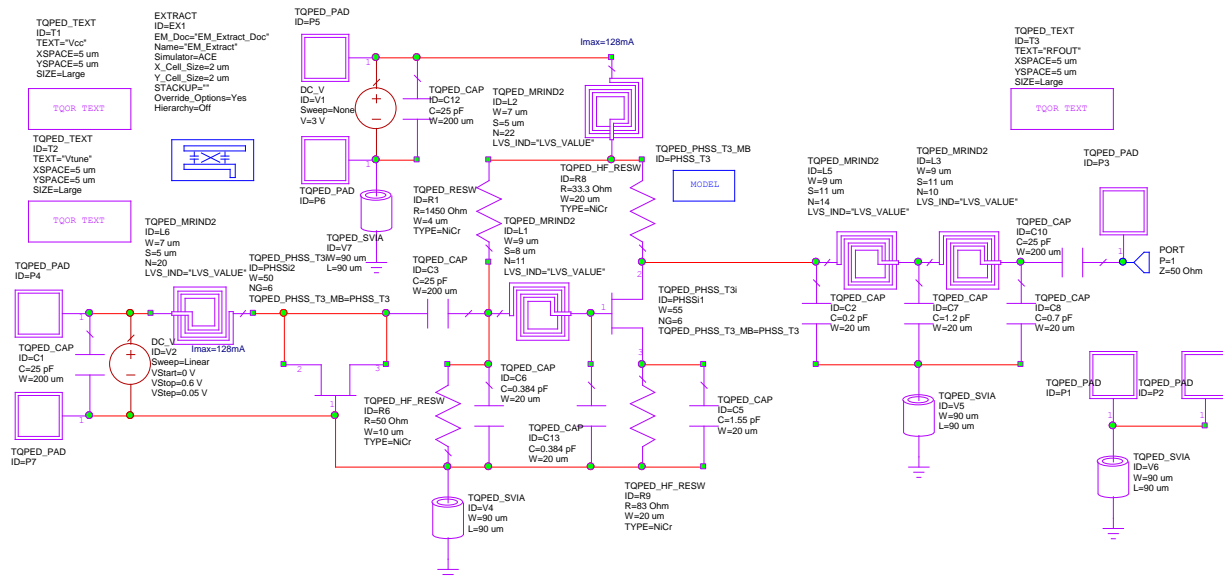 TQPED_TEXT
ID=T1
TEXT="Vcc"
XSPACE=5 um
YSPACE=5 um
SIZE=Large
TQOR TEXT
TQPED_TEXT
ID=T2
TEXT="Vtune"
XSPACE=5 um
YSPACE=5 um
SIZE=Large
TQOR TEXT
EXTRACT
ID=EX1
EM_Doc="EM_Extract_Doc"
Name="EM_Extract"
Simulator=ACE
X_Cell_Size=2 um
Y_Cell_Size=2 um
STACKUP=""
Override_Options=Yes
Hierarchy=Off
TQPED_PAD
ID=P5
1
DC_V
ID=V1
Sweep=None
V=3 V
TQPED_CAP
ID=C12
C=25 pF
W=200 um
TQPED_PAD
ID=P6
1
TQPED_SVIA
ID=V7
W=90 um
L=90 um
Imax=128mA
TQPED_MRIND2
ID=L2
W=7 um
S=5 um
N=22
LVS_IND="LVS_VALUE"
TQPED_RESW
ID=R1
R=1450 Ohm
W=4 um
TYPE=NiCr
TQPED_HF_RESW
ID=R8
R=33.3 Ohm
W=20 um
TYPE=NiCr
TQPED_PHSS_T3_MB
ID=PHSS_T3
MODEL
TQPED_TEXT
ID=T3
TEXT="RFOUT"
XSPACE=5 um
YSPACE=5 um
SIZE=Large
TQOR TEXT
TQPED_MRIND2
ID=L5
W=9 um
S=11 um
N=14
LVS_IND="LVS_VALUE"
TQPED_MRIND2
ID=L3
W=9 um
S=11 um
N=10
LVS_IND="LVS_VALUE"
TQPED_PAD
ID=P3
1
TQPED_CAP
ID=C10
C=25 pF
W=200 um
PORT
P=1
Z=50 Ohm
TQPED_MRIND2
ID=L6
W=7 um
S=5 um
N=20
LVS_IND="LVS_VALUE"
Imax=128mA
TQPED_PHSS_T3i
ID=PHSSi2
W=50
NG=6
TQPED_PHSS_T3_MB=PHSS_T3
2
3
1
TQPED_CAP
ID=C3
C=25 pF
W=200 um
TQPED_MRIND2
ID=L1
W=9 um
S=8 um
N=11
LVS_IND="LVS_VALUE"
1
2
3
TQPED_PHSS_T3i
ID=PHSSi1
W=55
NG=6
TQPED_PHSS_T3_MB=PHSS_T3
TQPED_PAD
ID=P4
1
TQPED_CAP
ID=C1
C=25 pF
W=200 um
DC_V
ID=V2
Sweep=Linear
VStart=0 V
VStop=0.6 V
VStep=0.05 V
1
TQPED_PAD
ID=P7
TQPED_HF_RESW
ID=R6
R=50 Ohm
W=10 um
TYPE=NiCr
TQPED_CAP
ID=C6
C=0.384 pF
W=20 um
TQPED_CAP
ID=C13
C=0.384 pF
W=20 um
TQPED_CAP
ID=C5
C=1.55 pF
W=20 um
TQPED_HF_RESW
ID=R9
R=83 Ohm
W=20 um
TYPE=NiCr
TQPED_SVIA
ID=V4
W=90 um
L=90 um
TQPED_CAP
ID=C2
C=0.2 pF
W=20 um
TQPED_CAP
ID=C7
C=1.2 pF
W=20 um
TQPED_CAP
ID=C8
C=0.7 pF
W=20 um
TQPED_SVIA
ID=V5
W=90 um
L=90 um
TQPED_PAD
ID=P1
1
TQPED_PAD
ID=P2
1
TQPED_SVIA
ID=V6
W=90 um
L=90 um